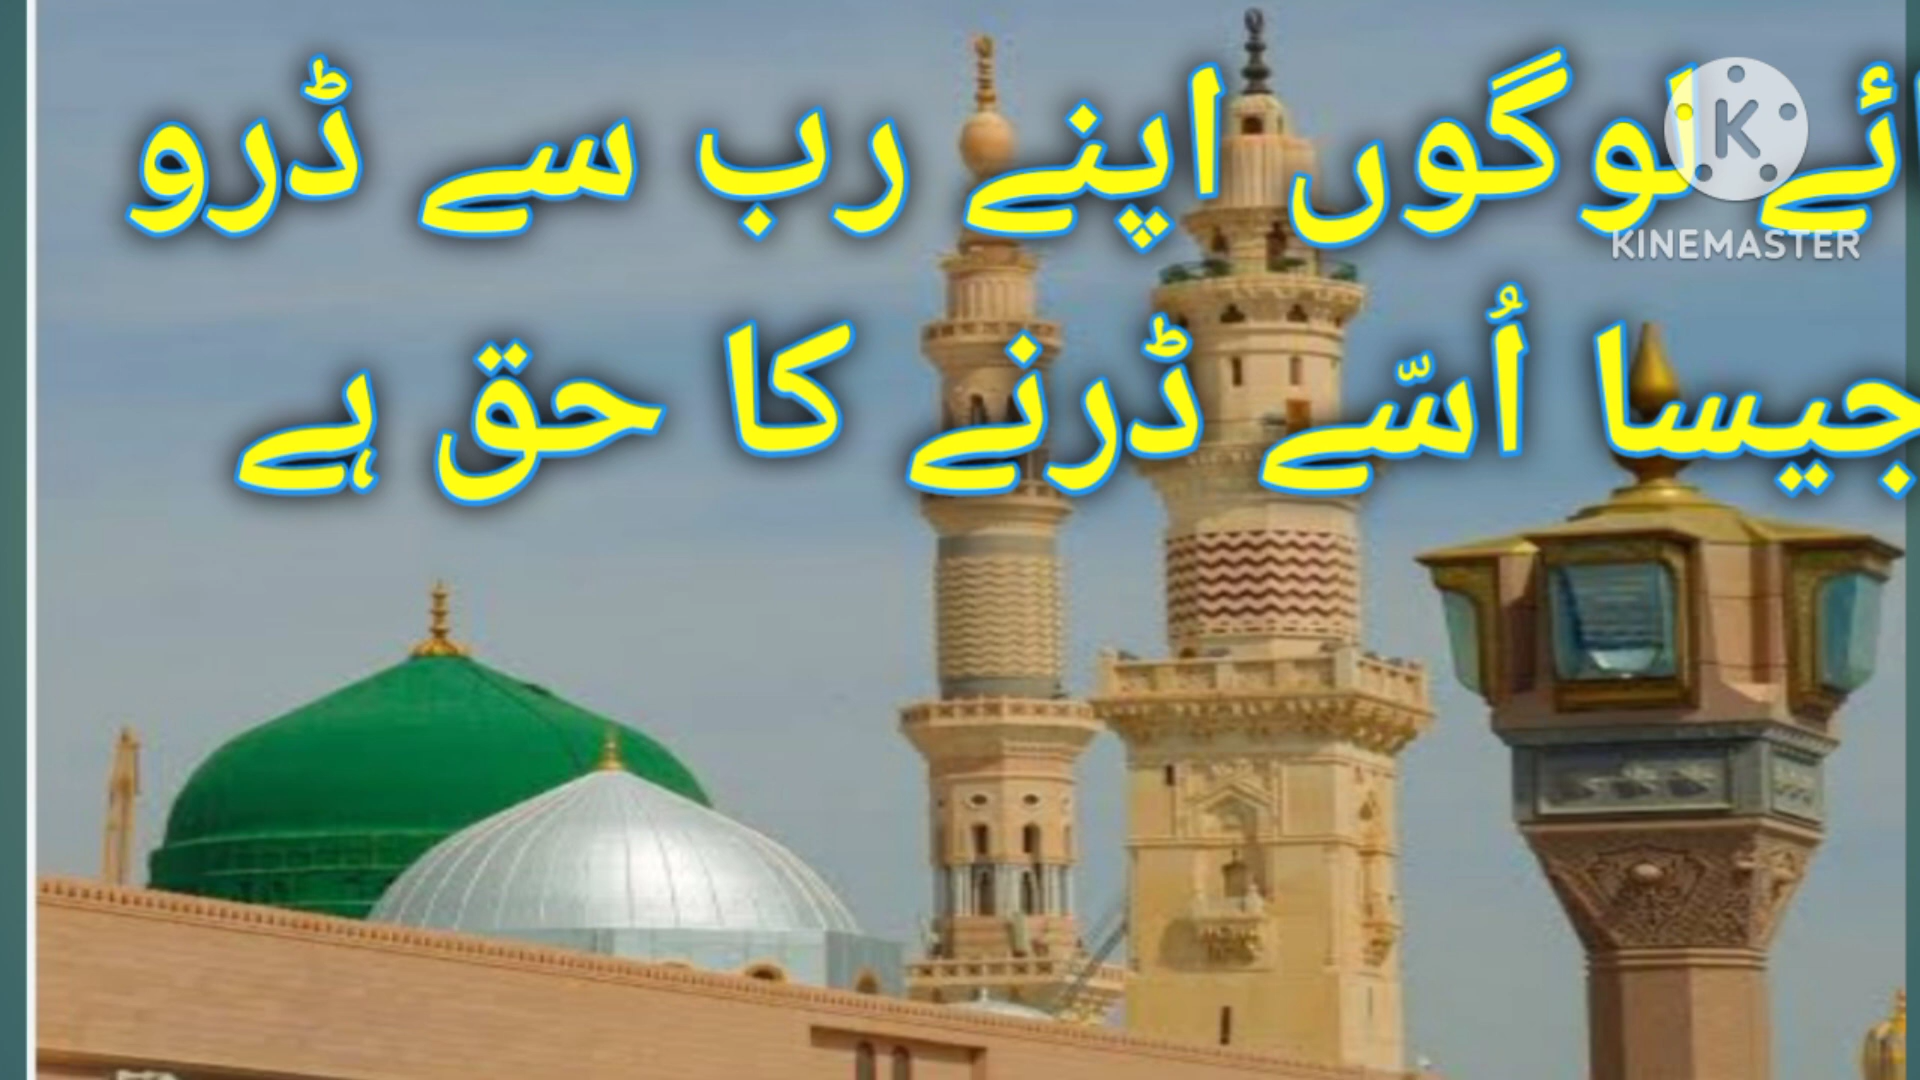 ائے لوگوں اپنے رب سے ڈرو
جیسا اُسّے ڈرنے کا حق ہے
K
KINEMASTER